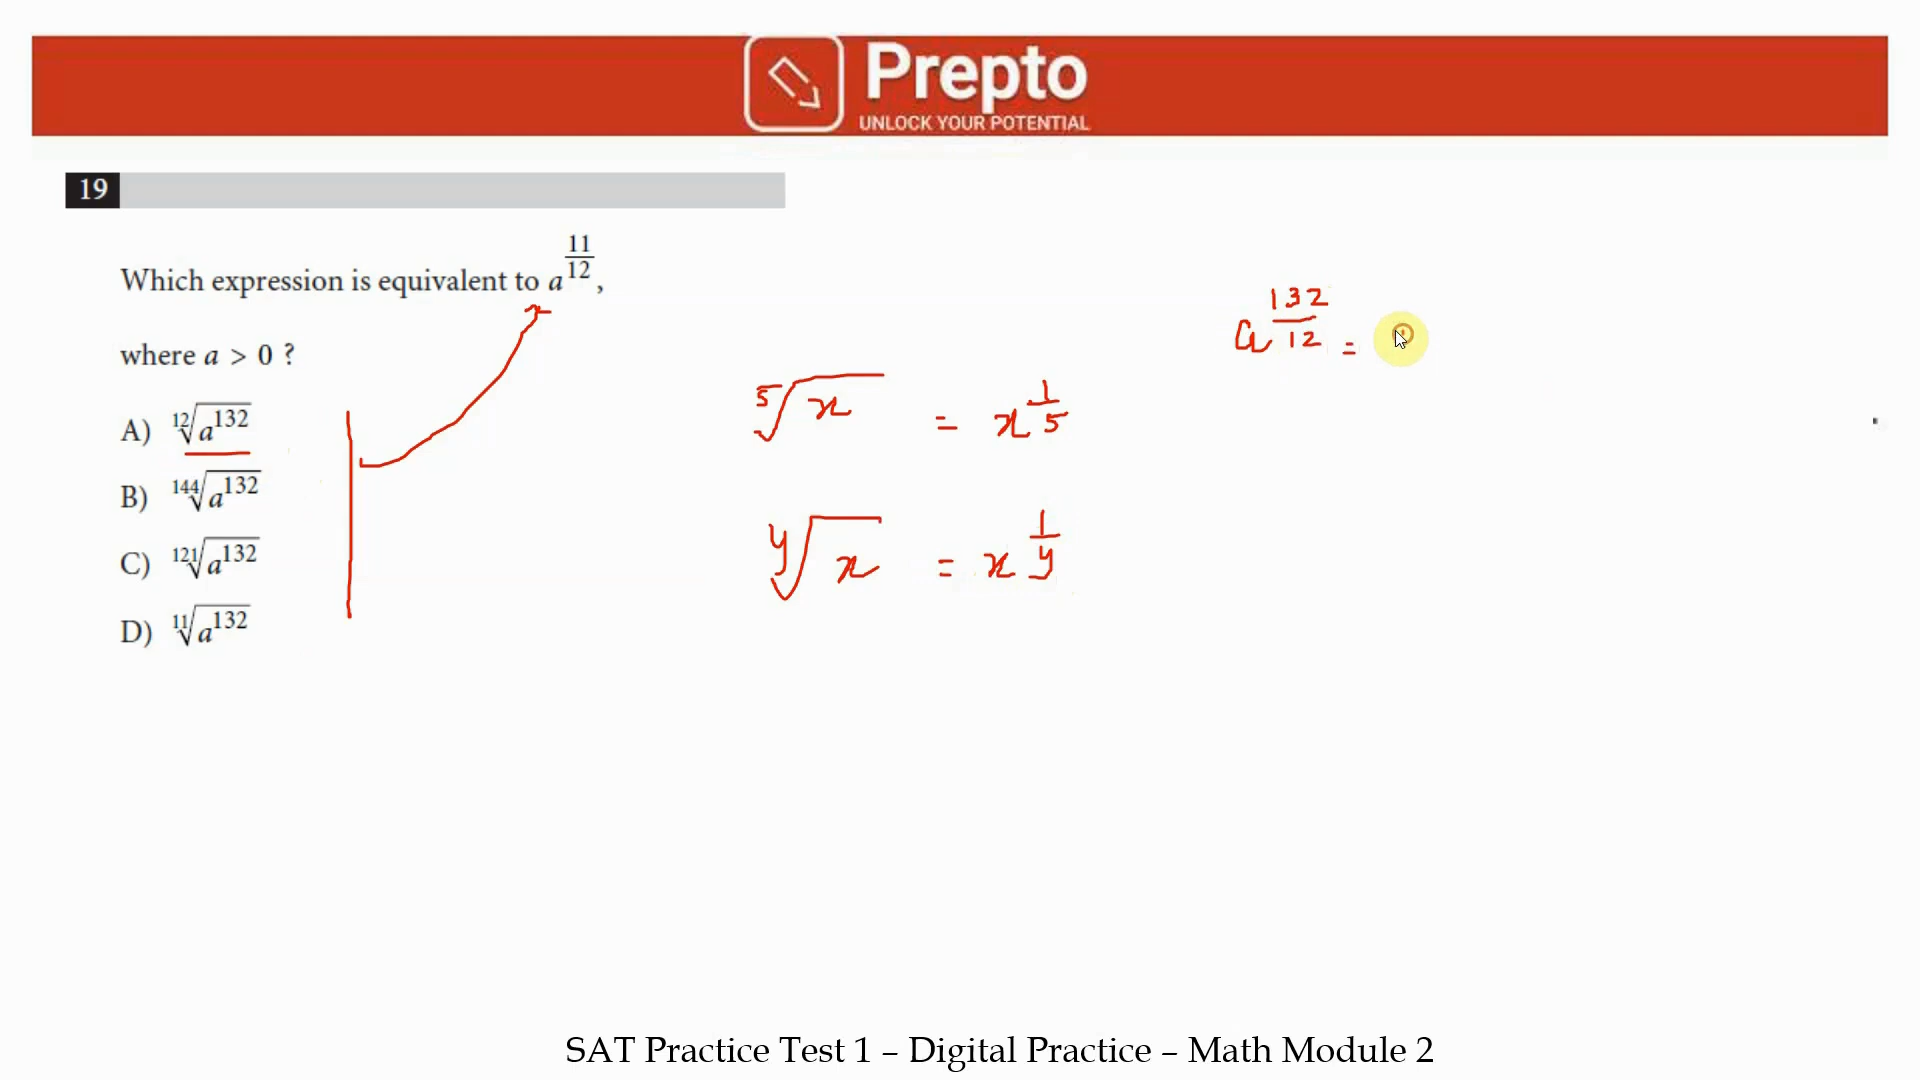 Prepto
UNLOCK YOUR POTENTIAL
19
Which expression is equivalent to a^(11/12),
where a > 0 ?
A) ¹²√a¹³²
B) ¹⁴⁴√a¹³²
C) ¹²¹√a¹³²
D) ¹¹√a¹³²
a^(132/12) =
⁵√x = x^(1/5)
ʸ√x = x^(1/y)
SAT Practice Test 1 – Digital Practice – Math Module 2